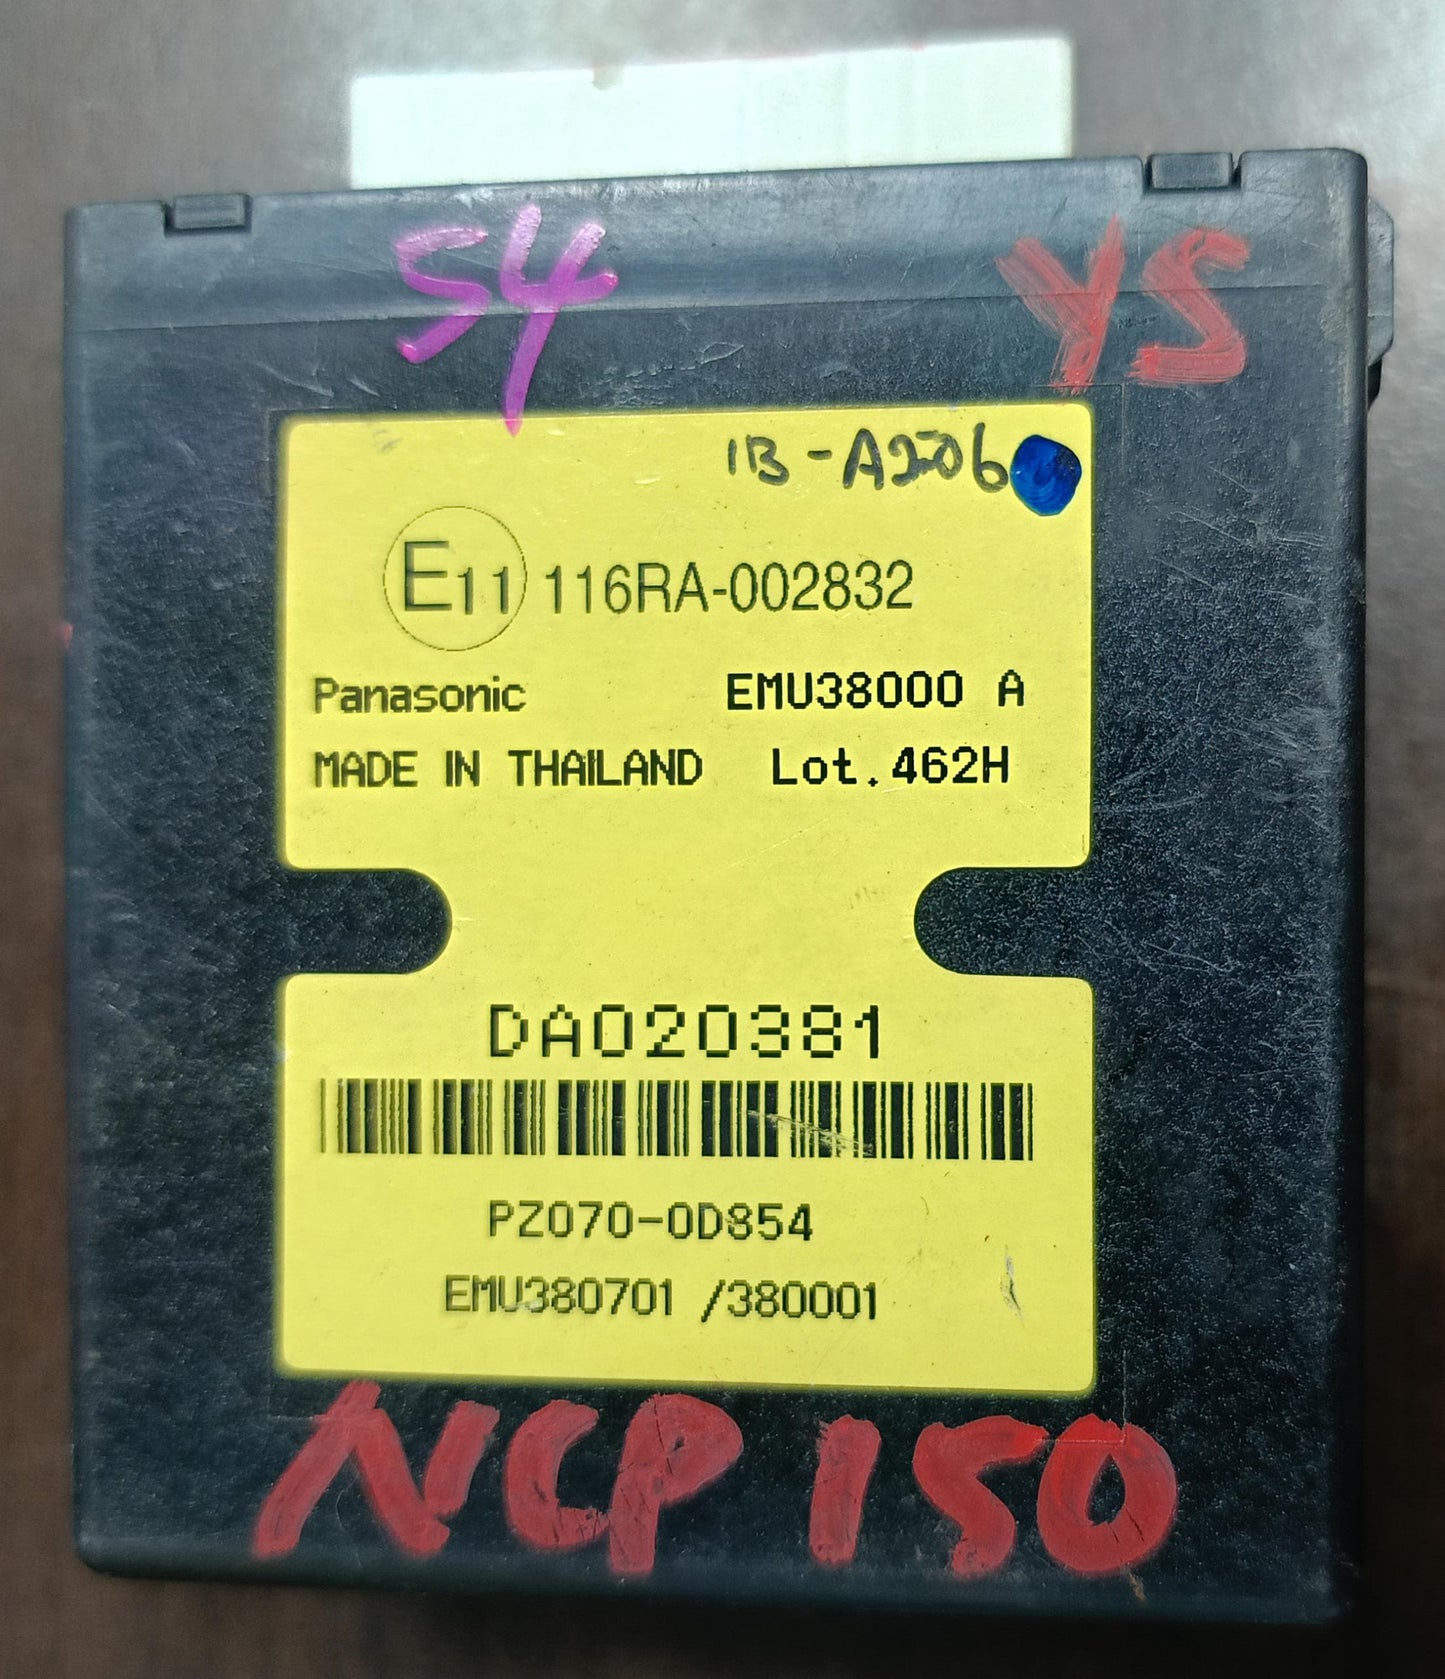 S4 YS
1B-A206
E11 116RA-002832
Panasonic EMU38000 A
MADE IN THAILAND Lot.462H
DA020381
PZ070-0D854
EMU380701 /380001
NCP150